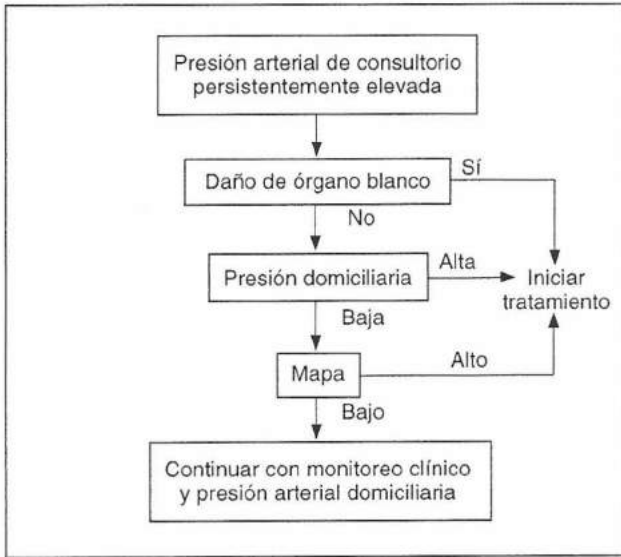 Presión arterial de consultorio
persistentemente elevada
Daño de órgano blanco
Sí
No
Presión domiciliaria
Alta
Iniciar
tratamiento
Baja
Mapa
Alto
Bajo
Continuar con monitoreo clínico
y presión arterial domiciliaria